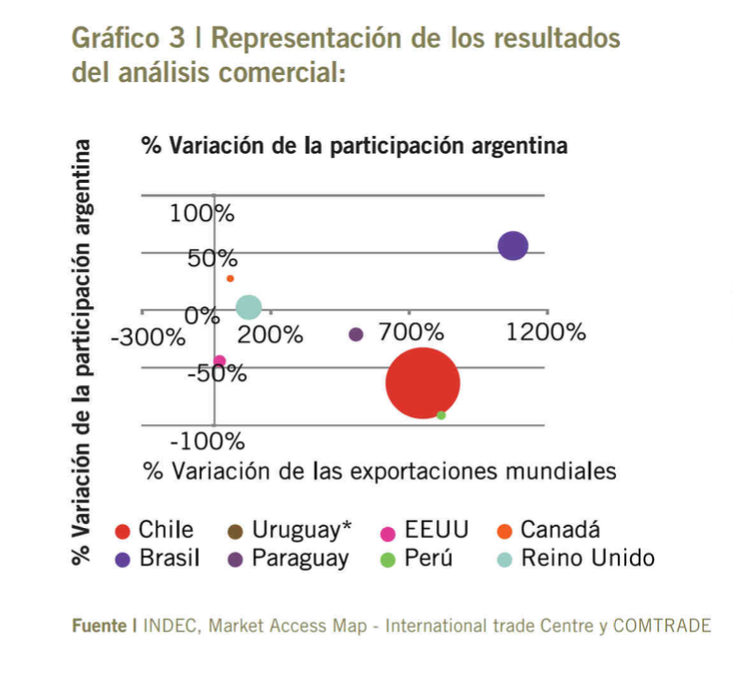 Gráfico 3 | Representación de los resultados
del análisis comercial:
% Variación de la participación argentina
% Variación de la participación argentina
100%
50%
0%
-300% 200% 700% 1200%
-50%
-100%
% Variación de las exportaciones mundiales
Chile Uruguay* EEUU Canadá
Brasil Paraguay Perú Reino Unido
Fuente | INDEC, Market Access Map - International trade Centre y COMTRADE